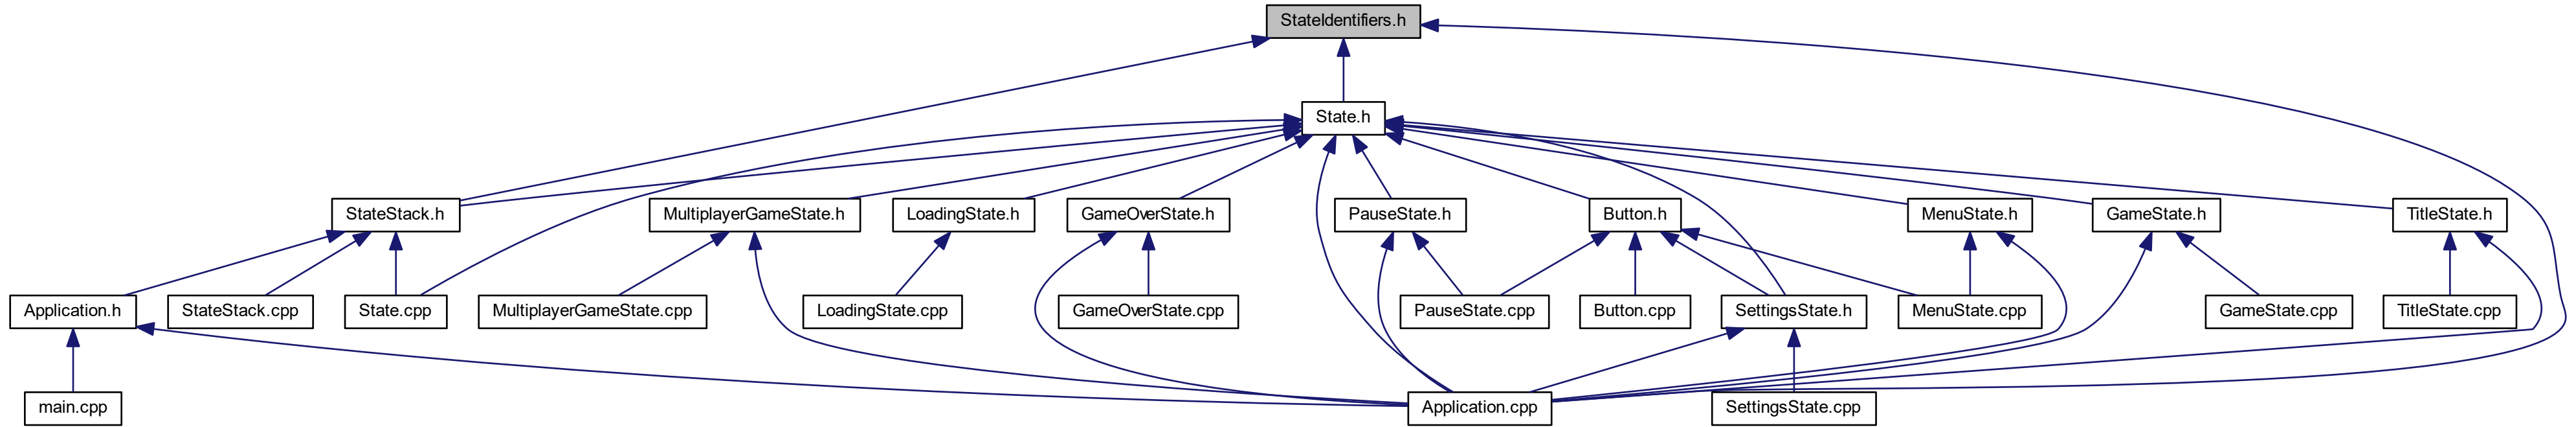 StateIdentifiers.h
State.h
StateStack.h
MultiplayerGameState.h
LoadingState.h
GameOverState.h
PauseState.h
Button.h
MenuState.h
GameState.h
TitleState.h
Application.h
StateStack.cpp
State.cpp
MultiplayerGameState.cpp
LoadingState.cpp
GameOverState.cpp
PauseState.cpp
Button.cpp
SettingsState.h
MenuState.cpp
GameState.cpp
TitleState.cpp
main.cpp
Application.cpp
SettingsState.cpp